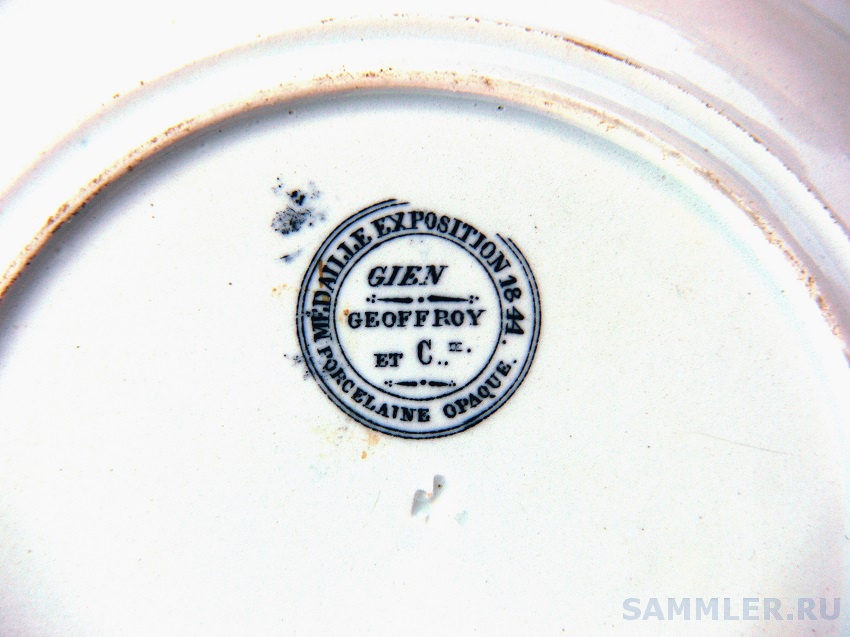 MÉDAILLE EXPOSITION 1844.
GIEN
GEOFFROY
ET C..IE.
PORCELAINE OPAQUE.
SAMMLER.RU